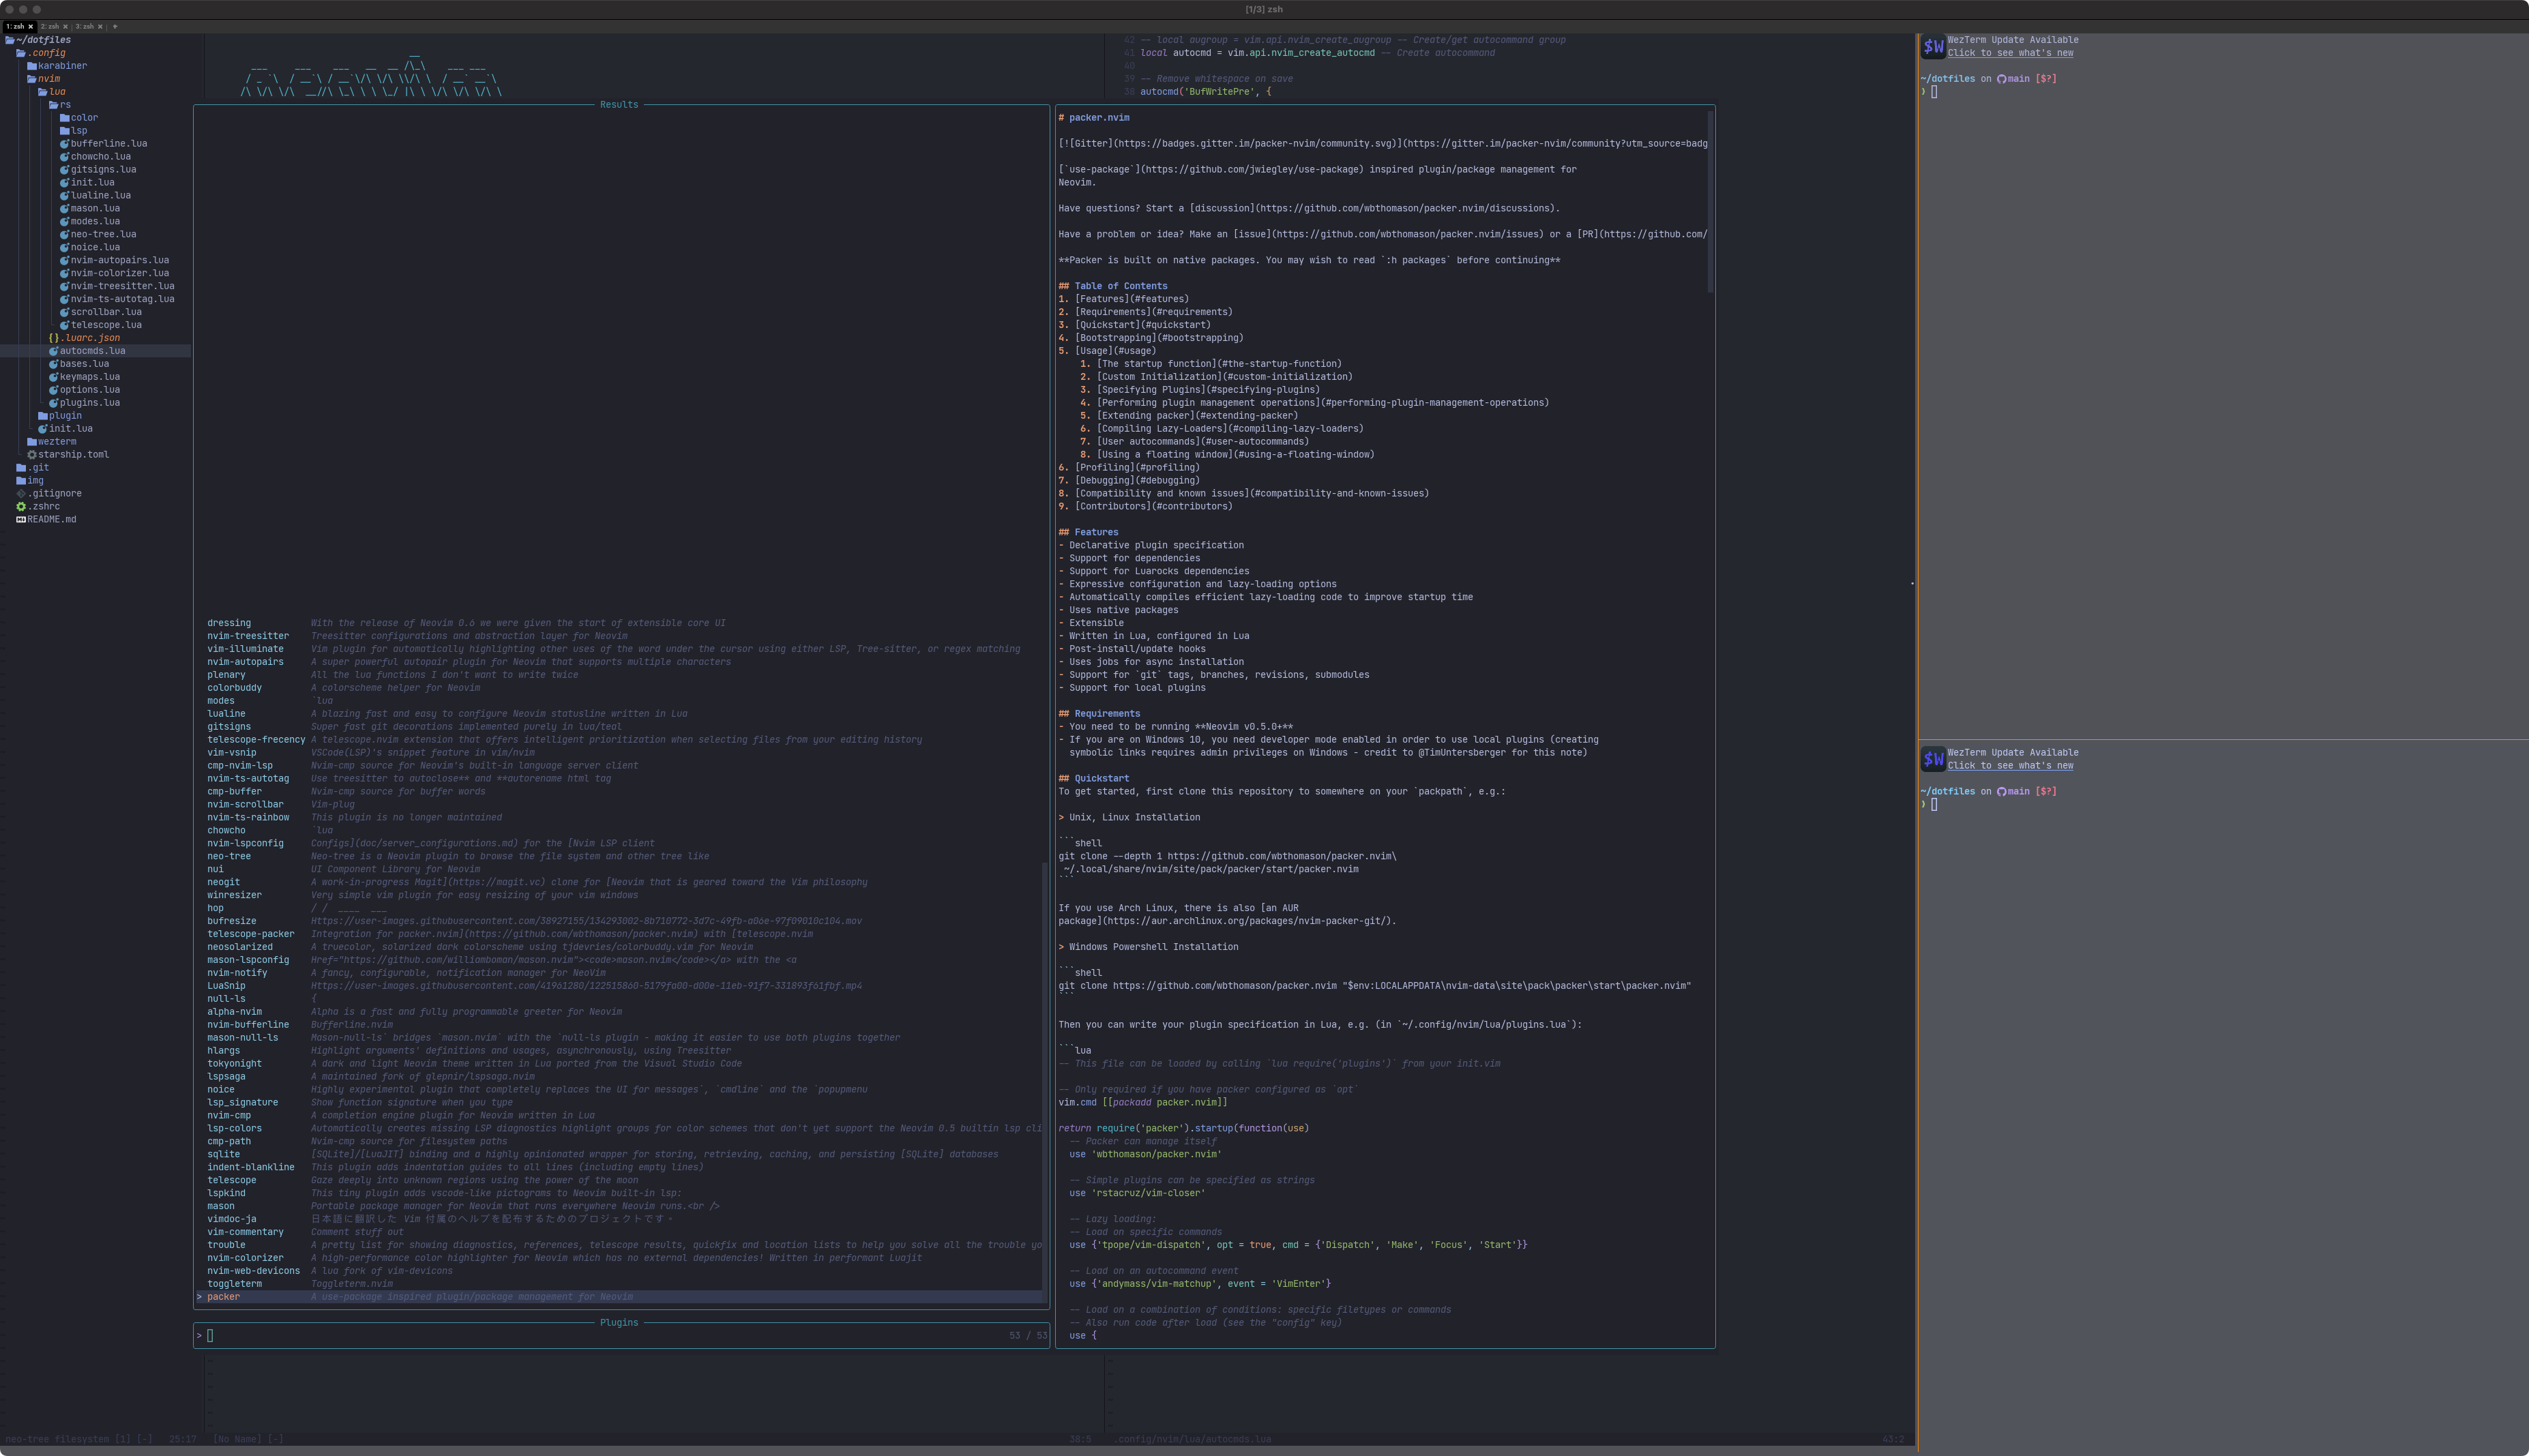 [1/3] zsh
1: zsh ✖ 2: zsh ✖ 3: zsh ✖ +
~/dotfiles
.config
karabiner
nvim
lua
rs
color
lsp
bufferline.lua
chowcho.lua
gitsigns.lua
init.lua
lualine.lua
mason.lua
modes.lua
neo-tree.lua
noice.lua
nvim-autopairs.lua
nvim-colorizer.lua
nvim-treesitter.lua
nvim-ts-autotag.lua
scrollbar.lua
telescope.lua
{}.luarc.json
autocmds.lua
bases.lua
keymaps.lua
options.lua
plugins.lua
plugin
init.lua
wezterm
starship.toml
.git
img
.gitignore
.zshrc
README.md
42 -- local augroup = vim.api.nvim_create_augroup -- Create/get autocommand group
41 local autocmd = vim.api.nvim_create_autocmd -- Create autocommand
40
39 -- Remove whitespace on save
38 autocmd('BufWritePre', {
Results
dressing With the release of Neovim 0.6 we were given the start of extensible core UI
nvim-treesitter Treesitter configurations and abstraction layer for Neovim
vim-illuminate Vim plugin for automatically highlighting other uses of the word under the cursor using either LSP, Tree-sitter, or regex matching
nvim-autopairs A super powerful autopair plugin for Neovim that supports multiple characters
plenary All the lua functions I don't want to write twice
colorbuddy A colorscheme helper for Neovim
modes `lua
lualine A blazing fast and easy to configure Neovim statusline written in Lua
gitsigns Super fast git decorations implemented purely in lua/teal
telescope-frecency A telescope.nvim extension that offers intelligent prioritization when selecting files from your editing history
vim-vsnip VSCode(LSP)'s snippet feature in vim/nvim
cmp-nvim-lsp Nvim-cmp source for Neovim's built-in language server client
nvim-ts-autotag Use treesitter to autoclose** and **autorename html tag
cmp-buffer Nvim-cmp source for buffer words
nvim-scrollbar Vim-plug
nvim-ts-rainbow This plugin is no longer maintained
chowcho `lua
nvim-lspconfig Configs](doc/server_configurations.md) for the [Nvim LSP client
neo-tree Neo-tree is a Neovim plugin to browse the file system and other tree like
nui UI Component Library for Neovim
neogit A work-in-progress Magit](https://magit.vc) clone for [Neovim that is geared toward the Vim philosophy
winresizer Very simple vim plugin for easy resizing of your vim windows
hop / / ____ ___
bufresize Https://user-images.githubusercontent.com/38927155/134293002-8b710772-3d7c-49fb-a06e-97f09010c104.mov
telescope-packer Integration for packer.nvim](https://github.com/wbthomason/packer.nvim) with [telescope.nvim
neosolarized A truecolor, solarized dark colorscheme using tjdevries/colorbuddy.vim for Neovim
mason-lspconfig Href="https://github.com/williamboman/mason.nvim"><code>mason.nvim</code></a> with the <a
nvim-notify A fancy, configurable, notification manager for NeoVim
LuaSnip Https://user-images.githubusercontent.com/41961280/122515860-5179fa00-d00e-11eb-91f7-331893f61fbf.mp4
null-ls {
alpha-nvim Alpha is a fast and fully programmable greeter for Neovim
nvim-bufferline Bufferline.nvim
mason-null-ls Mason-null-ls` bridges `mason.nvim` with the `null-ls plugin - making it easier to use both plugins together
hlargs Highlight arguments' definitions and usages, asynchronously, using Treesitter
tokyonight A dark and light Neovim theme written in Lua ported from the Visual Studio Code
lspsaga A maintained fork of glepnir/lspsaga.nvim
noice Highly experimental plugin that completely replaces the UI for messages`, `cmdline` and the `popupmenu
lsp_signature Show function signature when you type
nvim-cmp A completion engine plugin for Neovim written in Lua
lsp-colors Automatically creates missing LSP diagnostics highlight groups for color schemes that don't yet support the Neovim 0.5 builtin lsp cli
cmp-path Nvim-cmp source for filesystem paths
sqlite [SQLite]/[LuaJIT] binding and a highly opinionated wrapper for storing, retrieving, caching, and persisting [SQLite] databases
indent-blankline This plugin adds indentation guides to all lines (including empty lines)
telescope Gaze deeply into unknown regions using the power of the moon
lspkind This tiny plugin adds vscode-like pictograms to Neovim built-in lsp:
mason Portable package manager for Neovim that runs everywhere Neovim runs.<br />
vimdoc-ja 日本語に翻訳した Vim 付属のヘルプを配布するためのプロジェクトです。
vim-commentary Comment stuff out
trouble A pretty list for showing diagnostics, references, telescope results, quickfix and location lists to help you solve all the trouble yo
nvim-colorizer A high-performance color highlighter for Neovim which has no external dependencies! Written in performant Luajit
nvim-web-devicons A lua fork of vim-devicons
toggleterm Toggleterm.nvim
> packer A use-package inspired plugin/package management for Neovim
Plugins
> 53 / 53
# packer.nvim
[![Gitter](https://badges.gitter.im/packer-nvim/community.svg)](https://gitter.im/packer-nvim/community?utm_source=badg
[`use-package`](https://github.com/jwiegley/use-package) inspired plugin/package management for
Neovim.
Have questions? Start a [discussion](https://github.com/wbthomason/packer.nvim/discussions).
Have a problem or idea? Make an [issue](https://github.com/wbthomason/packer.nvim/issues) or a [PR](https://github.com/
**Packer is built on native packages. You may wish to read `:h packages` before continuing**
## Table of Contents
1. [Features](#features)
2. [Requirements](#requirements)
3. [Quickstart](#quickstart)
4. [Bootstrapping](#bootstrapping)
5. [Usage](#usage)
1. [The startup function](#the-startup-function)
2. [Custom Initialization](#custom-initialization)
3. [Specifying Plugins](#specifying-plugins)
4. [Performing plugin management operations](#performing-plugin-management-operations)
5. [Extending packer](#extending-packer)
6. [Compiling Lazy-Loaders](#compiling-lazy-loaders)
7. [User autocommands](#user-autocommands)
8. [Using a floating window](#using-a-floating-window)
6. [Profiling](#profiling)
7. [Debugging](#debugging)
8. [Compatibility and known issues](#compatibility-and-known-issues)
9. [Contributors](#contributors)
## Features
- Declarative plugin specification
- Support for dependencies
- Support for Luarocks dependencies
- Expressive configuration and lazy-loading options
- Automatically compiles efficient lazy-loading code to improve startup time
- Uses native packages
- Extensible
- Written in Lua, configured in Lua
- Post-install/update hooks
- Uses jobs for async installation
- Support for `git` tags, branches, revisions, submodules
- Support for local plugins
## Requirements
- You need to be running **Neovim v0.5.0+**
- If you are on Windows 10, you need developer mode enabled in order to use local plugins (creating
symbolic links requires admin privileges on Windows - credit to @TimUntersberger for this note)
## Quickstart
To get started, first clone this repository to somewhere on your `packpath`, e.g.:
> Unix, Linux Installation
```shell
git clone --depth 1 https://github.com/wbthomason/packer.nvim\
~/.local/share/nvim/site/pack/packer/start/packer.nvim
```
If you use Arch Linux, there is also [an AUR
package](https://aur.archlinux.org/packages/nvim-packer-git/).
> Windows Powershell Installation
```shell
git clone https://github.com/wbthomason/packer.nvim "$env:LOCALAPPDATA\nvim-data\site\pack\packer\start\packer.nvim"
```
Then you can write your plugin specification in Lua, e.g. (in `~/.config/nvim/lua/plugins.lua`):
```lua
-- This file can be loaded by calling `lua require('plugins')` from your init.vim
-- Only required if you have packer configured as `opt`
vim.cmd [[packadd packer.nvim]]
return require('packer').startup(function(use)
-- Packer can manage itself
use 'wbthomason/packer.nvim'
-- Simple plugins can be specified as strings
use 'rstacruz/vim-closer'
-- Lazy loading:
-- Load on specific commands
use {'tpope/vim-dispatch', opt = true, cmd = {'Dispatch', 'Make', 'Focus', 'Start'}}
-- Load on an autocommand event
use {'andymass/vim-matchup', event = 'VimEnter'}
-- Load on a combination of conditions: specific filetypes or commands
-- Also run code after load (see the "config" key)
use {
$W WezTerm Update Available
Click to see what's new
~/dotfiles on main [$?]
❯
$W WezTerm Update Available
Click to see what's new
~/dotfiles on main [$?]
❯
neo-tree filesystem [1] [-] 25:17 [No Name] [-] 38:5 .config/nvim/lua/autocmds.lua 43:2